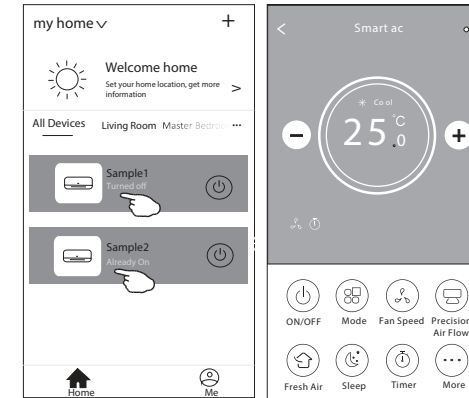 my home
Welcome home
Set your home location, get more
information
All Devices Living Room Master Bedro
Sample1
Turned off
Sample2
Already On
Home
Me
Smart ac
Cool
25.0°C
ON/OFF
Mode
Fan Speed
Precision
Air Flow
Fresh Air
Sleep
Timer
More